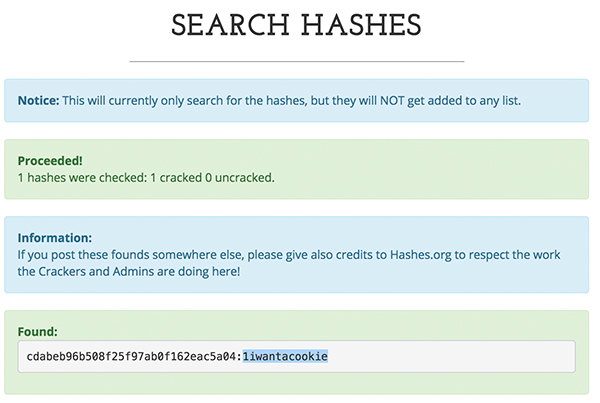 SEARCH HASHES
Notice: This will currently only search for the hashes, but they will NOT get added to any list.
Proceeded!
1 hashes were checked: 1 cracked 0 uncracked.
Information:
If you post these founds somewhere else, please give also credits to Hashes.org to respect the work
the Crackers and Admins are doing here!
Found:
cdabeb96b508f25f97ab0f162eac5a04:1iwantacookie